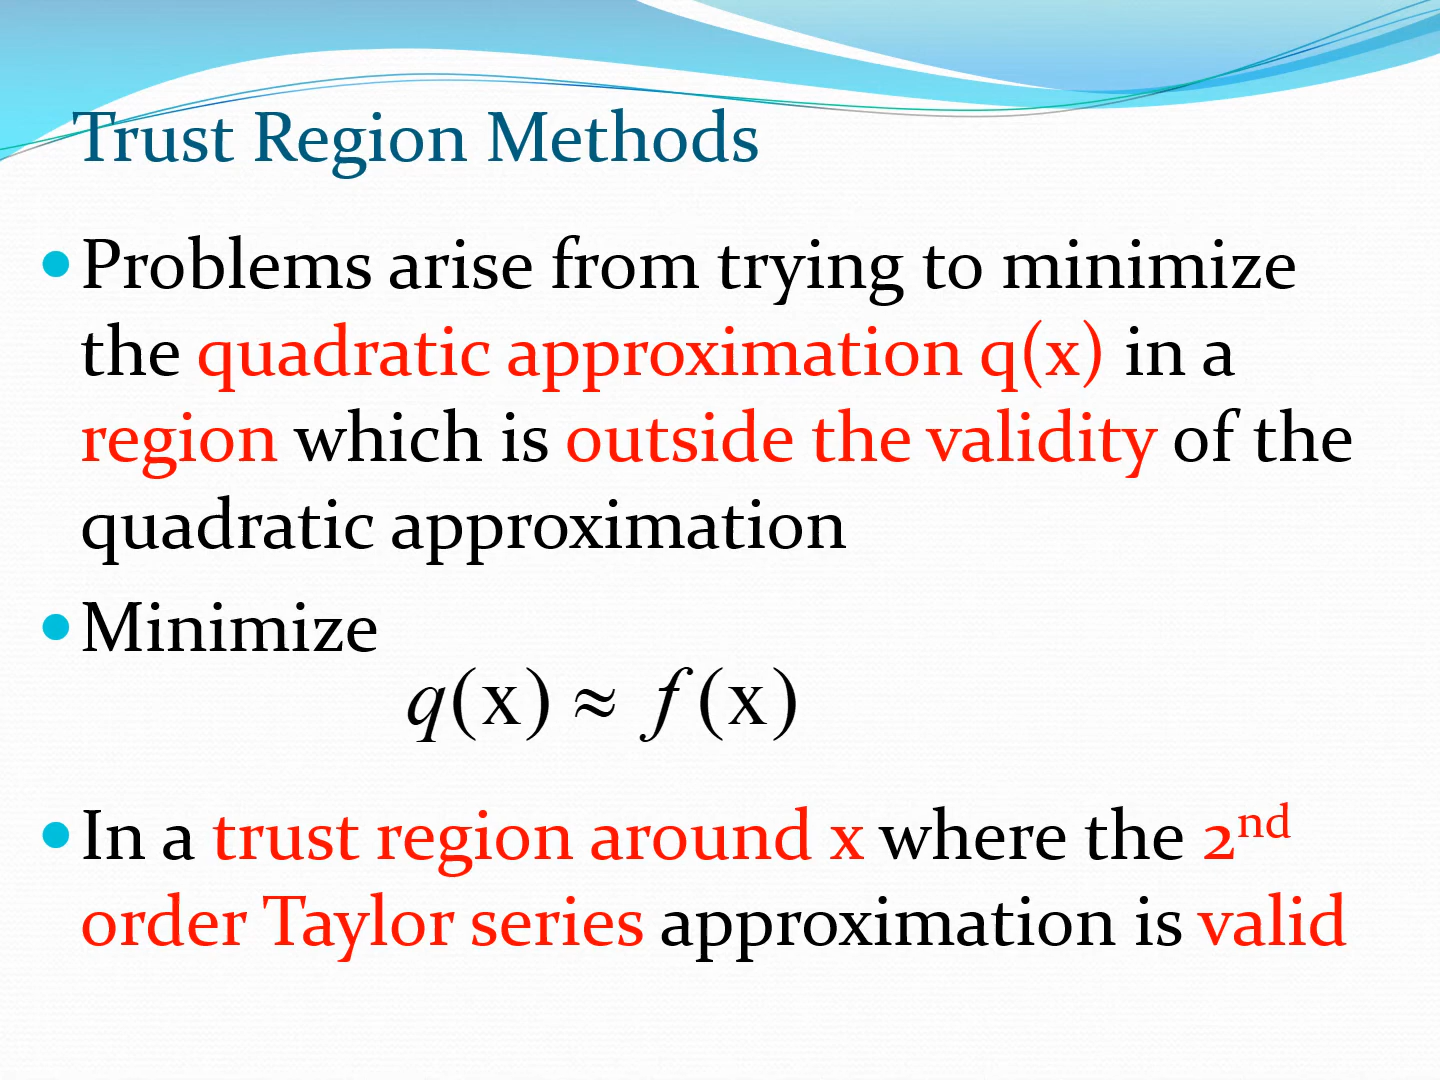 Trust Region Methods
• Problems arise from trying to minimize
the quadratic approximation q(x) in a
region which is outside the validity of the
quadratic approximation
• Minimize
q(x) ≈ f(x)
• In a trust region around x where the 2nd
order Taylor series approximation is valid